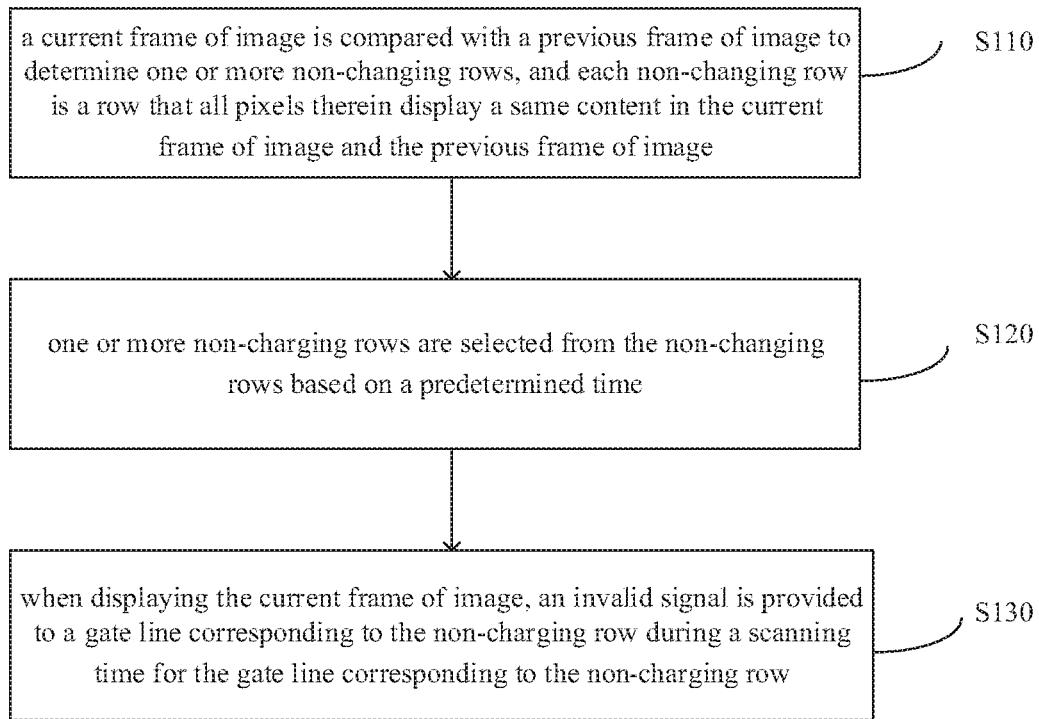 a current frame of image is compared with a previous frame of image to
determine one or more non-changing rows, and each non-changing row
is a row that all pixels therein display a same content in the current
frame of image and the previous frame of image
S110
one or more non-charging rows are selected from the non-changing
rows based on a predetermined time
S120
when displaying the current frame of image, an invalid signal is provided
to a gate line corresponding to the non-charging row during a scanning
time for the gate line corresponding to the non-charging row
S130